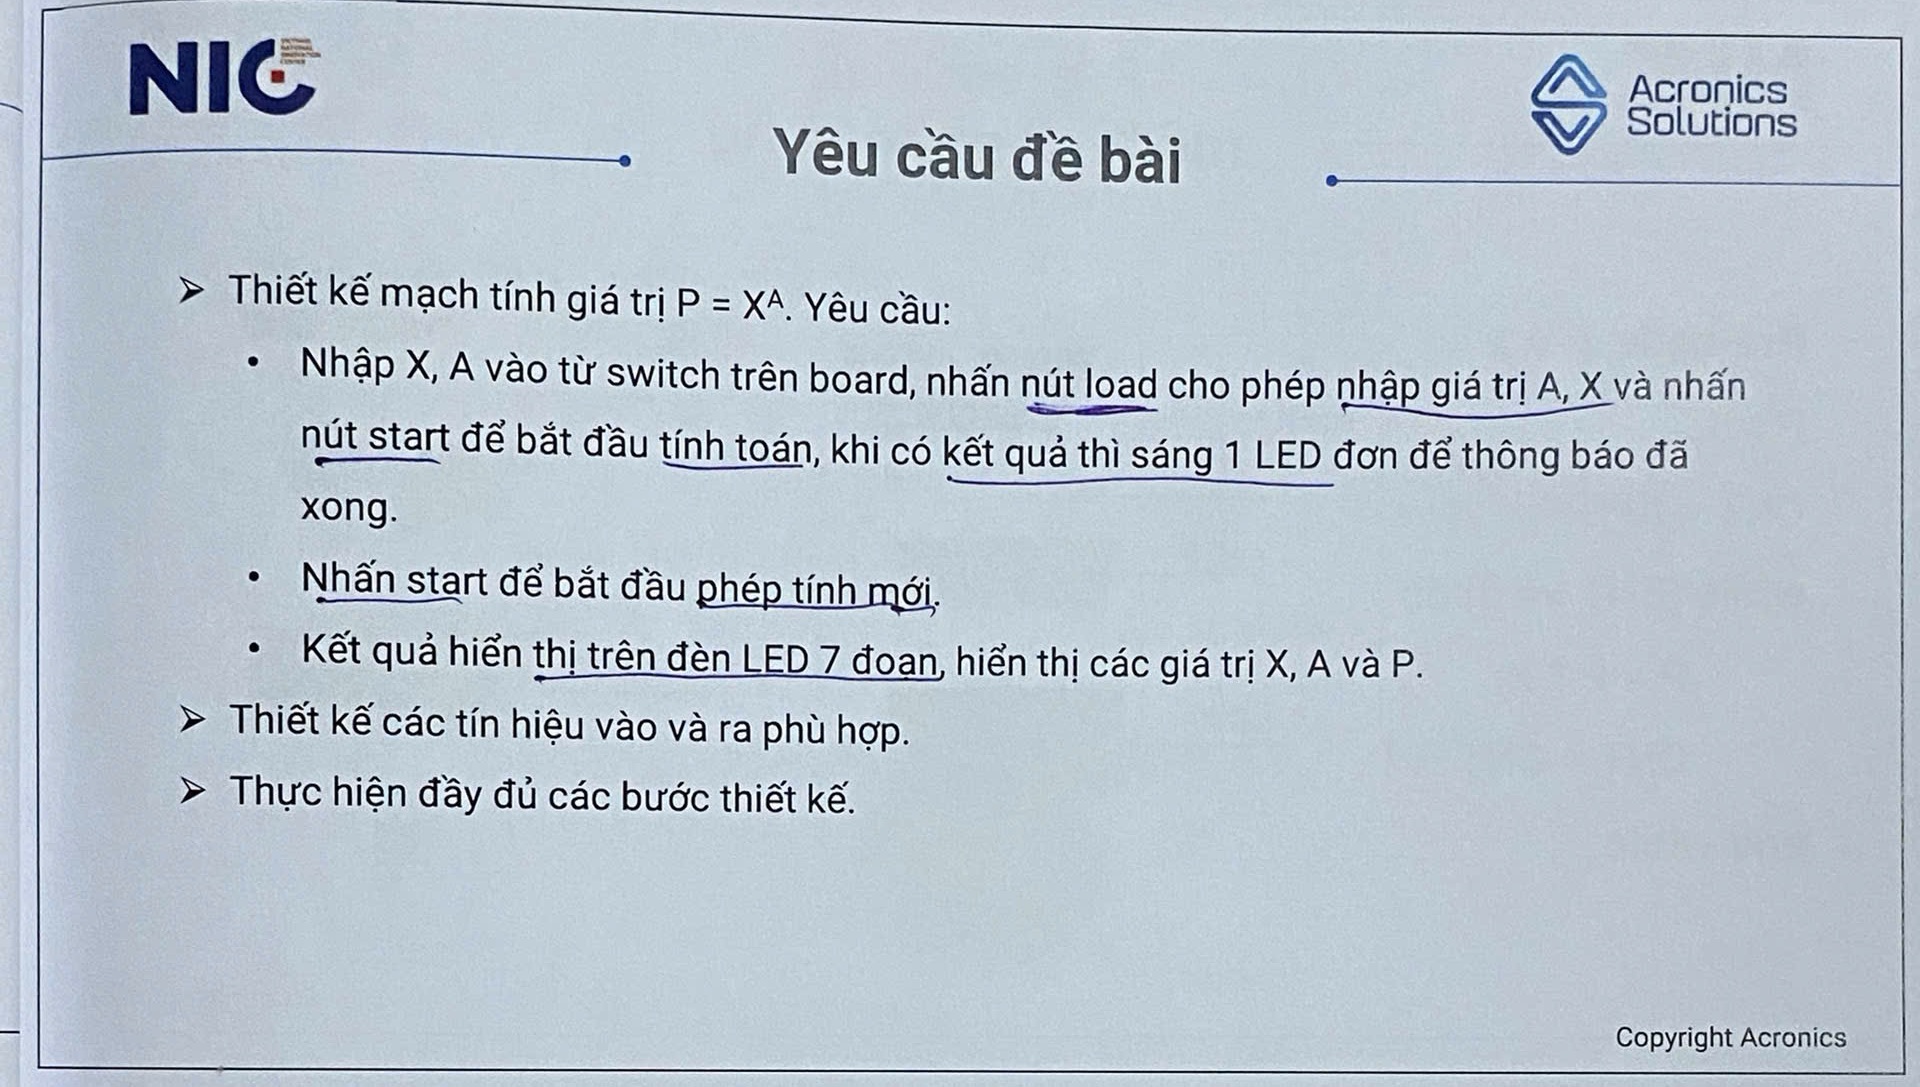 NIC
Acronics
Solutions
Yêu cầu đề bài
➢ Thiết kế mạch tính giá trị P = Xᴬ. Yêu cầu:
• Nhập X, A vào từ switch trên board, nhấn nút load cho phép nhập giá trị A, X và nhấn
nút start để bắt đầu tính toán, khi có kết quả thì sáng 1 LED đơn để thông báo đã
xong.
• Nhấn start để bắt đầu phép tính mới.
• Kết quả hiển thị trên đèn LED 7 đoạn, hiển thị các giá trị X, A và P.
➢ Thiết kế các tín hiệu vào và ra phù hợp.
➢ Thực hiện đầy đủ các bước thiết kế.
Copyright Acronics